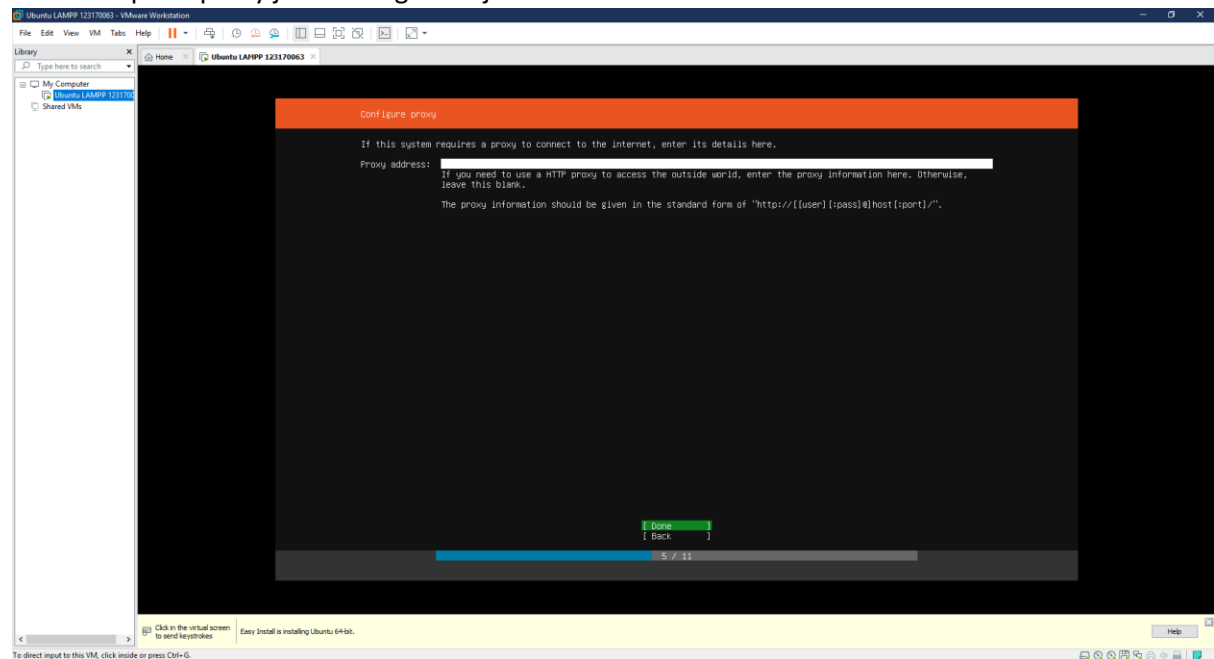 Ubuntu LAMPP 123170063 - VMware Workstation
File Edit View VM Tabs Help
Library
Home
Ubuntu LAMPP 123170063
Type here to search
My Computer
Ubuntu LAMPP 1231700
Shared VMs
Configure proxy
If this system requires a proxy to connect to the internet, enter its details here.
Proxy address:
If you need to use a HTTP proxy to access the outside world, enter the proxy information here. Otherwise,
leave this blank.
The proxy information should be given in the standard form of "http://[[user][:pass]@]host[:port]/".
[ Done ]
[ Back ]
5 / 11
Click in the virtual screen
to send keystrokes
Easy Install is installing Ubuntu 64-bit.
Help
To direct input to this VM, click inside or press Ctrl+G.